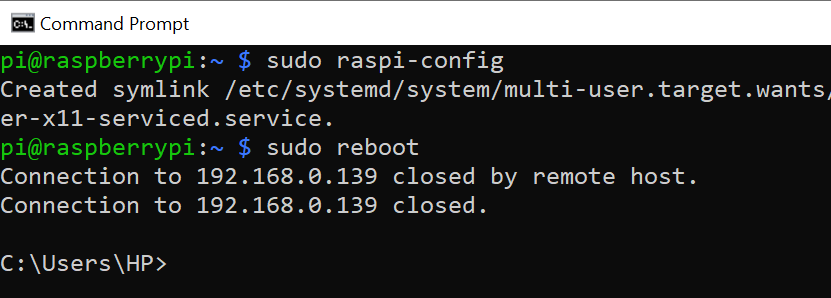 Command Prompt
pi@raspberrypi:~ $ sudo raspi-config
Created symlink /etc/systemd/system/multi-user.target.wants/
er-x11-serviced.service.
pi@raspberrypi:~ $ sudo reboot
Connection to 192.168.0.139 closed by remote host.
Connection to 192.168.0.139 closed.
C:\Users\HP>